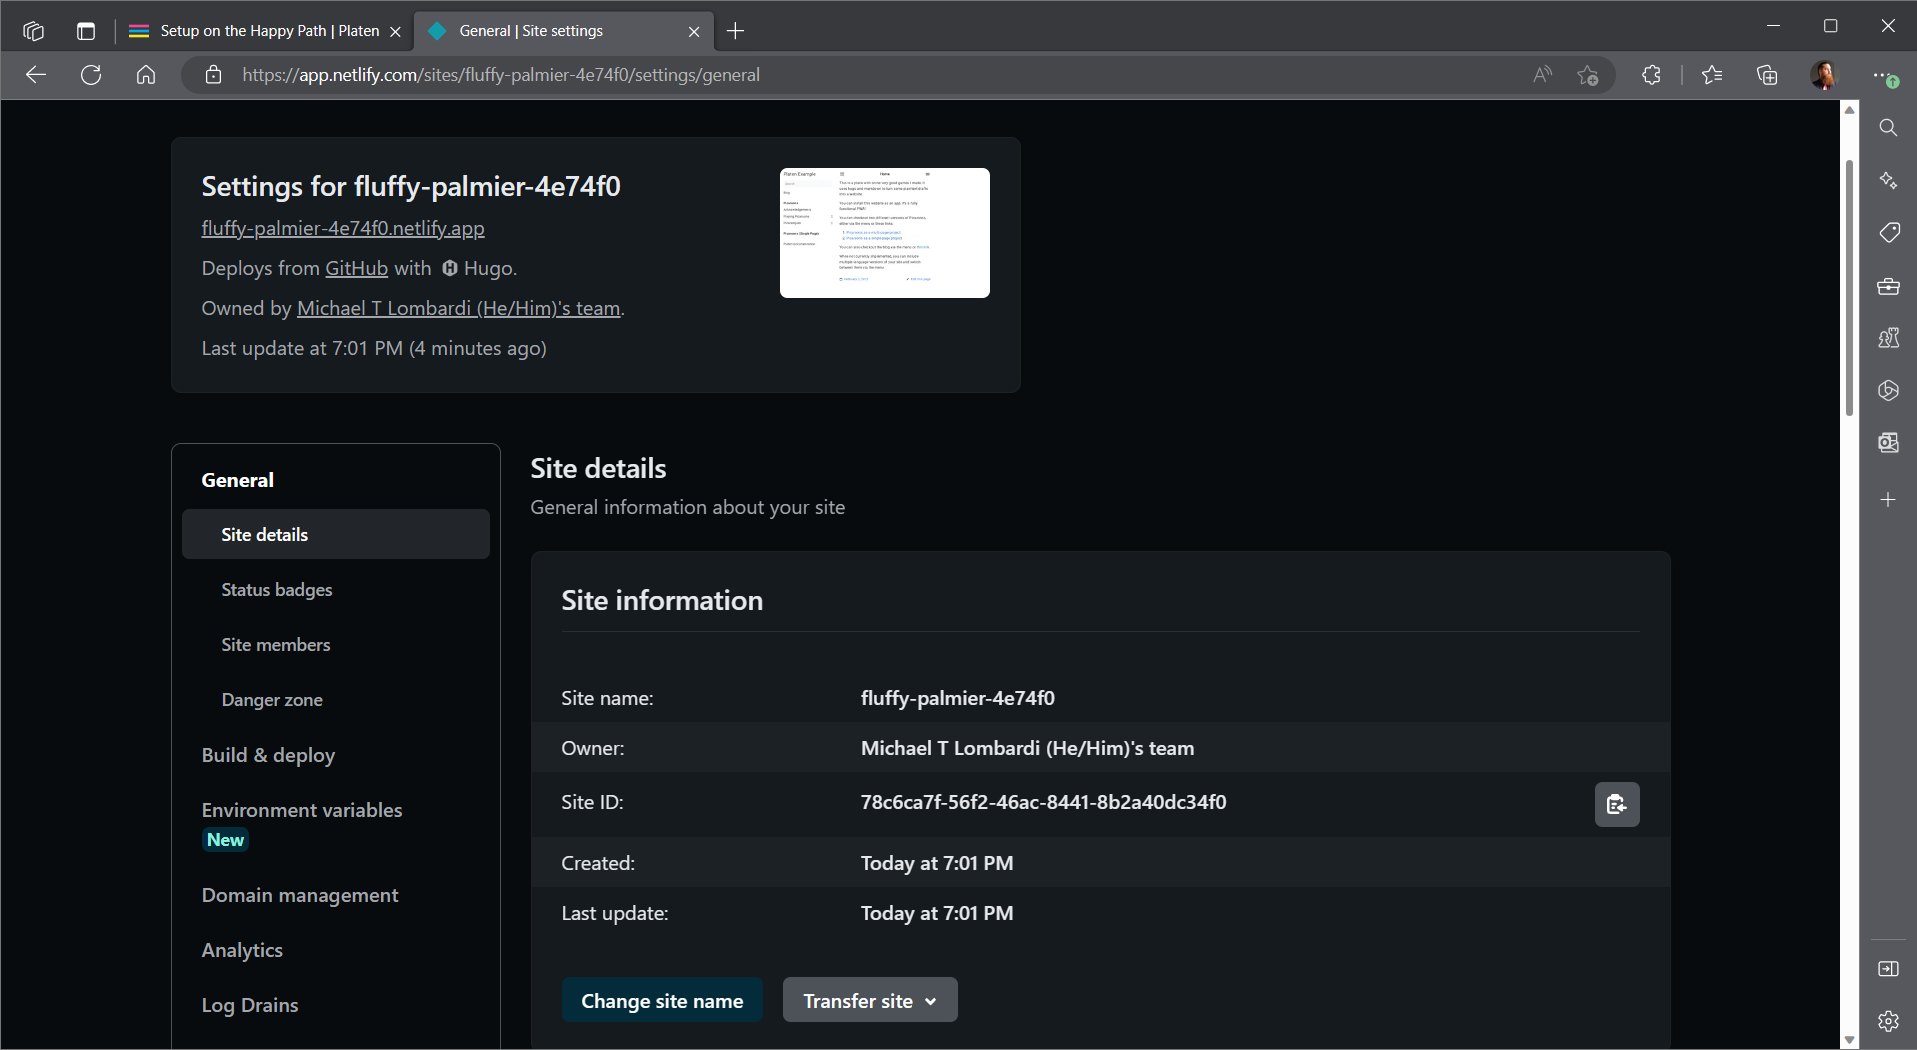 Setup on the Happy Path | Platen
General | Site settings
https://app.netlify.com/sites/fluffy-palmier-4e74f0/settings/general
Settings for fluffy-palmier-4e74f0
fluffy-palmier-4e74f0.netlify.app
Deploys from GitHub with Hugo.
Owned by Michael T Lombardi (He/Him)'s team.
Last update at 7:01 PM (4 minutes ago)
Platen Example
Home
General
Site details
Status badges
Site members
Danger zone
Build & deploy
Environment variables
New
Domain management
Analytics
Log Drains
Site details
General information about your site
Site information
Site name: fluffy-palmier-4e74f0
Owner: Michael T Lombardi (He/Him)'s team
Site ID: 78c6ca7f-56f2-46ac-8441-8b2a40dc34f0
Created: Today at 7:01 PM
Last update: Today at 7:01 PM
Change site name
Transfer site